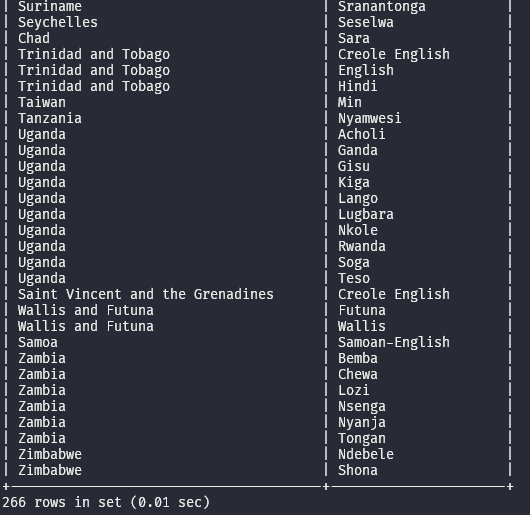 | Suriname | Sranantonga |
| Seychelles | Seselwa |
| Chad | Sara |
| Trinidad and Tobago | Creole English |
| Trinidad and Tobago | English |
| Trinidad and Tobago | Hindi |
| Taiwan | Min |
| Tanzania | Nyamwesi |
| Uganda | Acholi |
| Uganda | Ganda |
| Uganda | Gisu |
| Uganda | Kiga |
| Uganda | Lango |
| Uganda | Lugbara |
| Uganda | Nkole |
| Uganda | Rwanda |
| Uganda | Soga |
| Uganda | Teso |
| Saint Vincent and the Grenadines | Creole English |
| Wallis and Futuna | Futuna |
| Wallis and Futuna | Wallis |
| Samoa | Samoan-English |
| Zambia | Bemba |
| Zambia | Chewa |
| Zambia | Lozi |
| Zambia | Nsenga |
| Zambia | Nyanja |
| Zambia | Tongan |
| Zimbabwe | Ndebele |
| Zimbabwe | Shona |
+---------------------------------------+----------------------+
266 rows in set (0.01 sec)